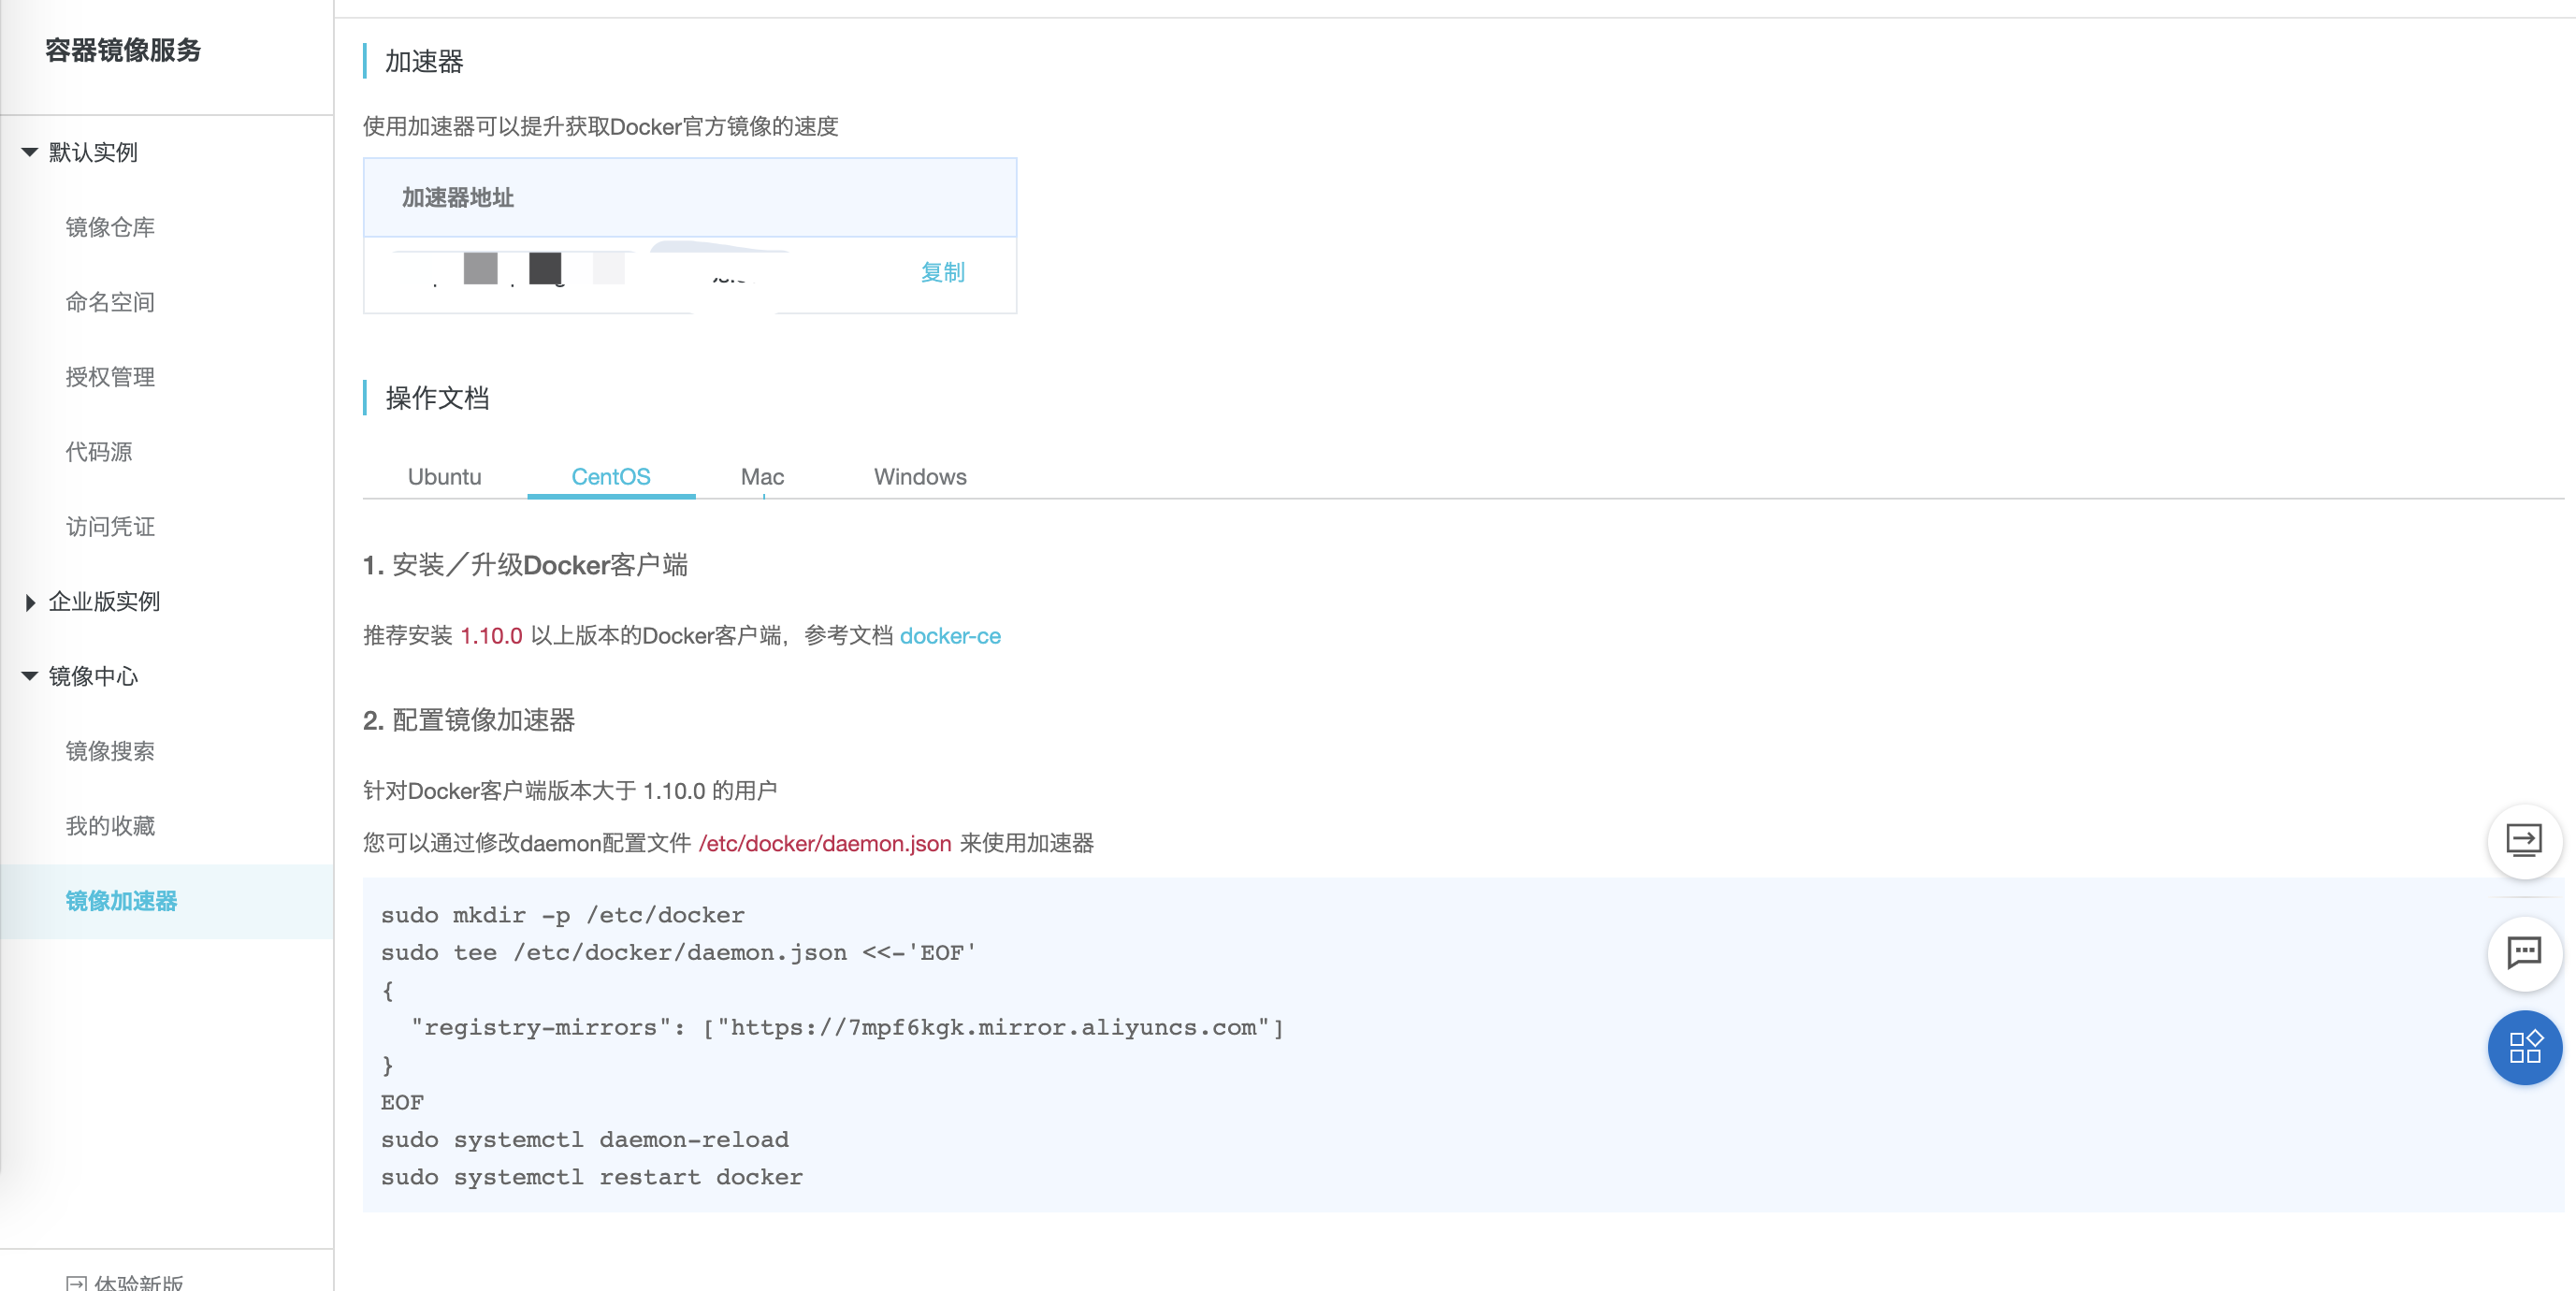 容器镜像服务
默认实例
镜像仓库
命名空间
授权管理
代码源
访问凭证
企业版实例
镜像中心
镜像搜索
我的收藏
镜像加速器
体验新版
加速器
使用加速器可以提升获取Docker官方镜像的速度
加速器地址
复制
操作文档
Ubuntu CentOS Mac Windows
1. 安装／升级Docker客户端
推荐安装 1.10.0 以上版本的Docker客户端，参考文档 docker-ce
2. 配置镜像加速器
针对Docker客户端版本大于 1.10.0 的用户
您可以通过修改daemon配置文件 /etc/docker/daemon.json 来使用加速器
sudo mkdir -p /etc/docker
sudo tee /etc/docker/daemon.json <<-'EOF'
{
  "registry-mirrors": ["https://7mpf6kgk.mirror.aliyuncs.com"]
}
EOF
sudo systemctl daemon-reload
sudo systemctl restart docker